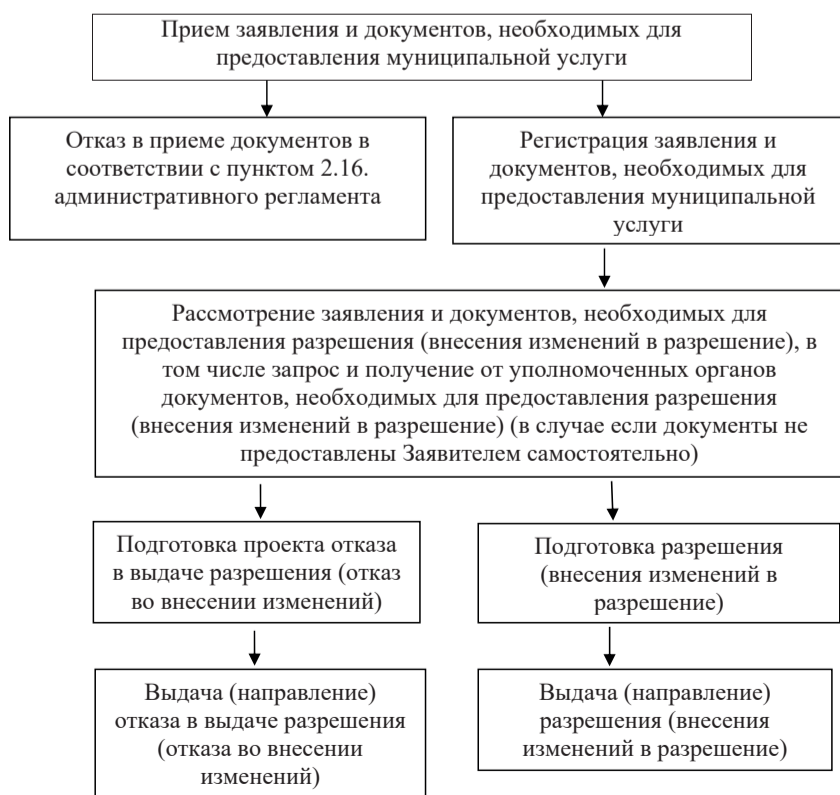 Прием заявления и документов, необходимых для
предоставления муниципальной услуги
Отказ в приеме документов в
соответствии с пунктом 2.16.
административного регламента
Регистрация заявления и
документов, необходимых для
предоставления муниципальной
услуги
Рассмотрение заявления и документов, необходимых для
предоставления разрешения (внесения изменений в разрешение), в
том числе запрос и получение от уполномоченных органов
документов, необходимых для предоставления разрешения
(внесения изменений в разрешение) (в случае если документы не
предоставлены Заявителем самостоятельно)
Подготовка проекта отказа
в выдаче разрешения (отказ
во внесении изменений)
Подготовка разрешения
(внесения изменений в
разрешение)
Выдача (направление)
отказа в выдаче разрешения
(отказа во внесении
изменений)
Выдача (направление)
разрешения (внесения
изменений в разрешение)